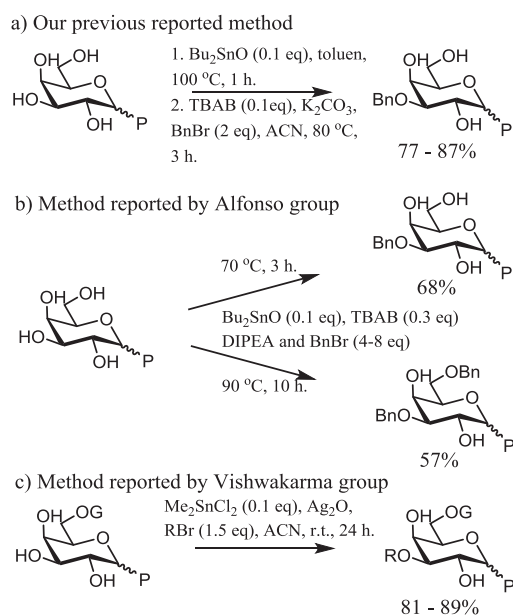 a) Our previous reported method
OH OH
O
HO
OH
P
1. Bu₂SnO (0.1 eq), toluen,
100 °C, 1 h.
2. TBAB (0.1eq), K₂CO₃,
BnBr (2 eq), ACN, 80 °C,
3 h.
OH OH
O
BnO
OH
P
77 - 87%
b) Method reported by Alfonso group
OH OH
O
BnO
OH
P
68%
70 °C, 3 h.
OH OH
O
HO
OH
P
Bu₂SnO (0.1 eq), TBAB (0.3 eq)
DIPEA and BnBr (4-8 eq)
90 °C, 10 h.
OH OBn
O
BnO
OH
P
57%
c) Method reported by Vishwakarma group
OH OG
O
HO
OH
P
Me₂SnCl₂ (0.1 eq), Ag₂O,
RBr (1.5 eq), ACN, r.t., 24 h.
OH OG
O
RO
OH
P
81 - 89%